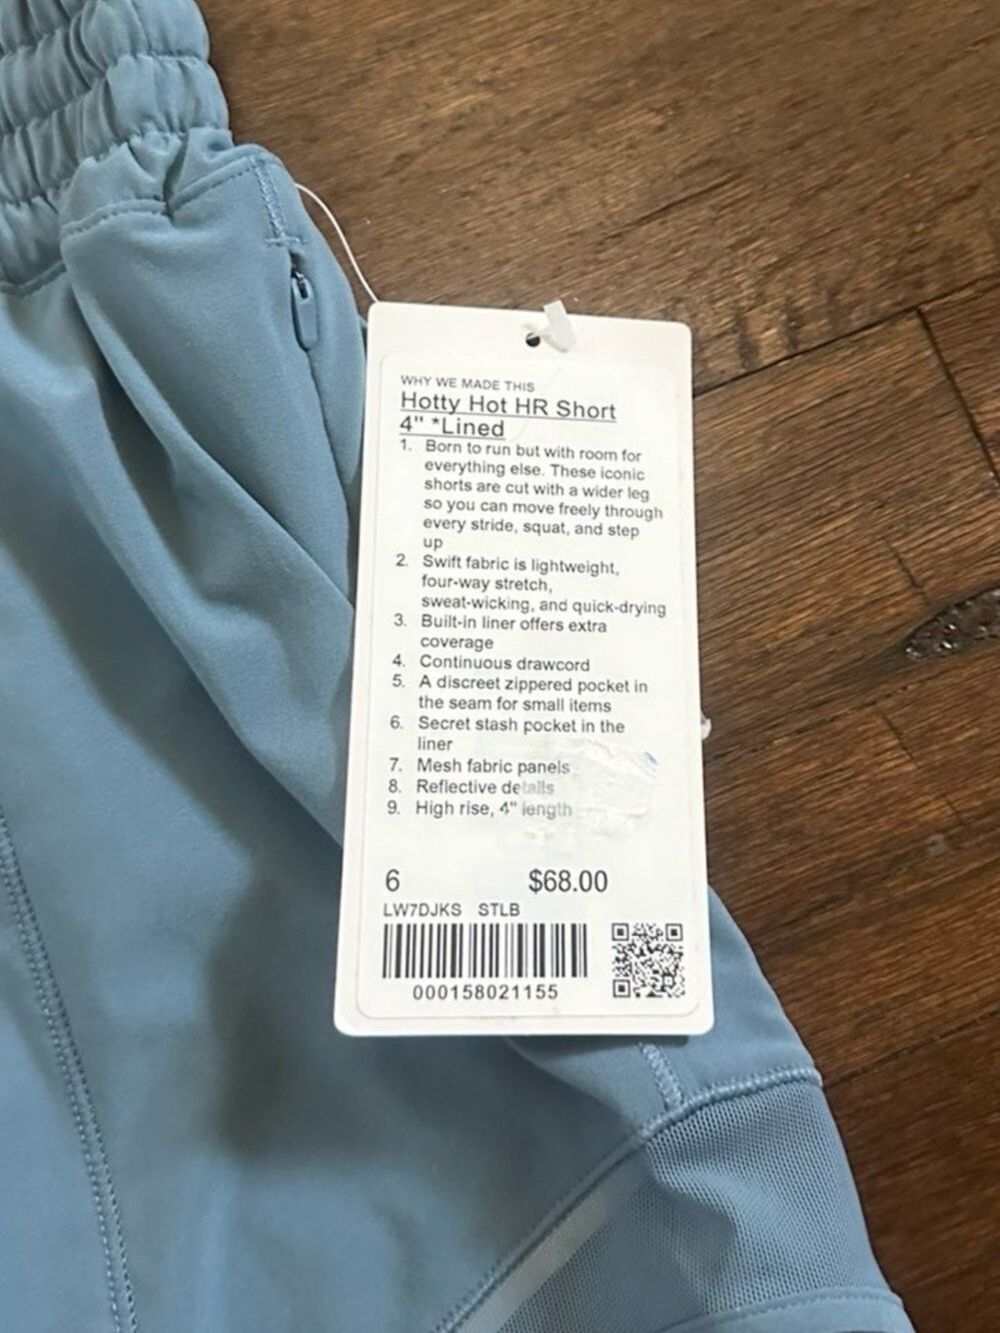 WHY WE MADE THIS
Hotty Hot HR Short
4" *Lined
1. Born to run but with room for
everything else. These iconic
shorts are cut with a wider leg
so you can move freely through
every stride, squat, and step
up
2. Swift fabric is lightweight,
four-way stretch,
sweat-wicking, and quick-drying
3. Built-in liner offers extra
coverage
4. Continuous drawcord
5. A discreet zippered pocket in
the seam for small items
6. Secret stash pocket in the
liner
7. Mesh fabric panels
8. Reflective details
9. High rise, 4" length
6 $68.00
LW7DJKS STLB
000158021155